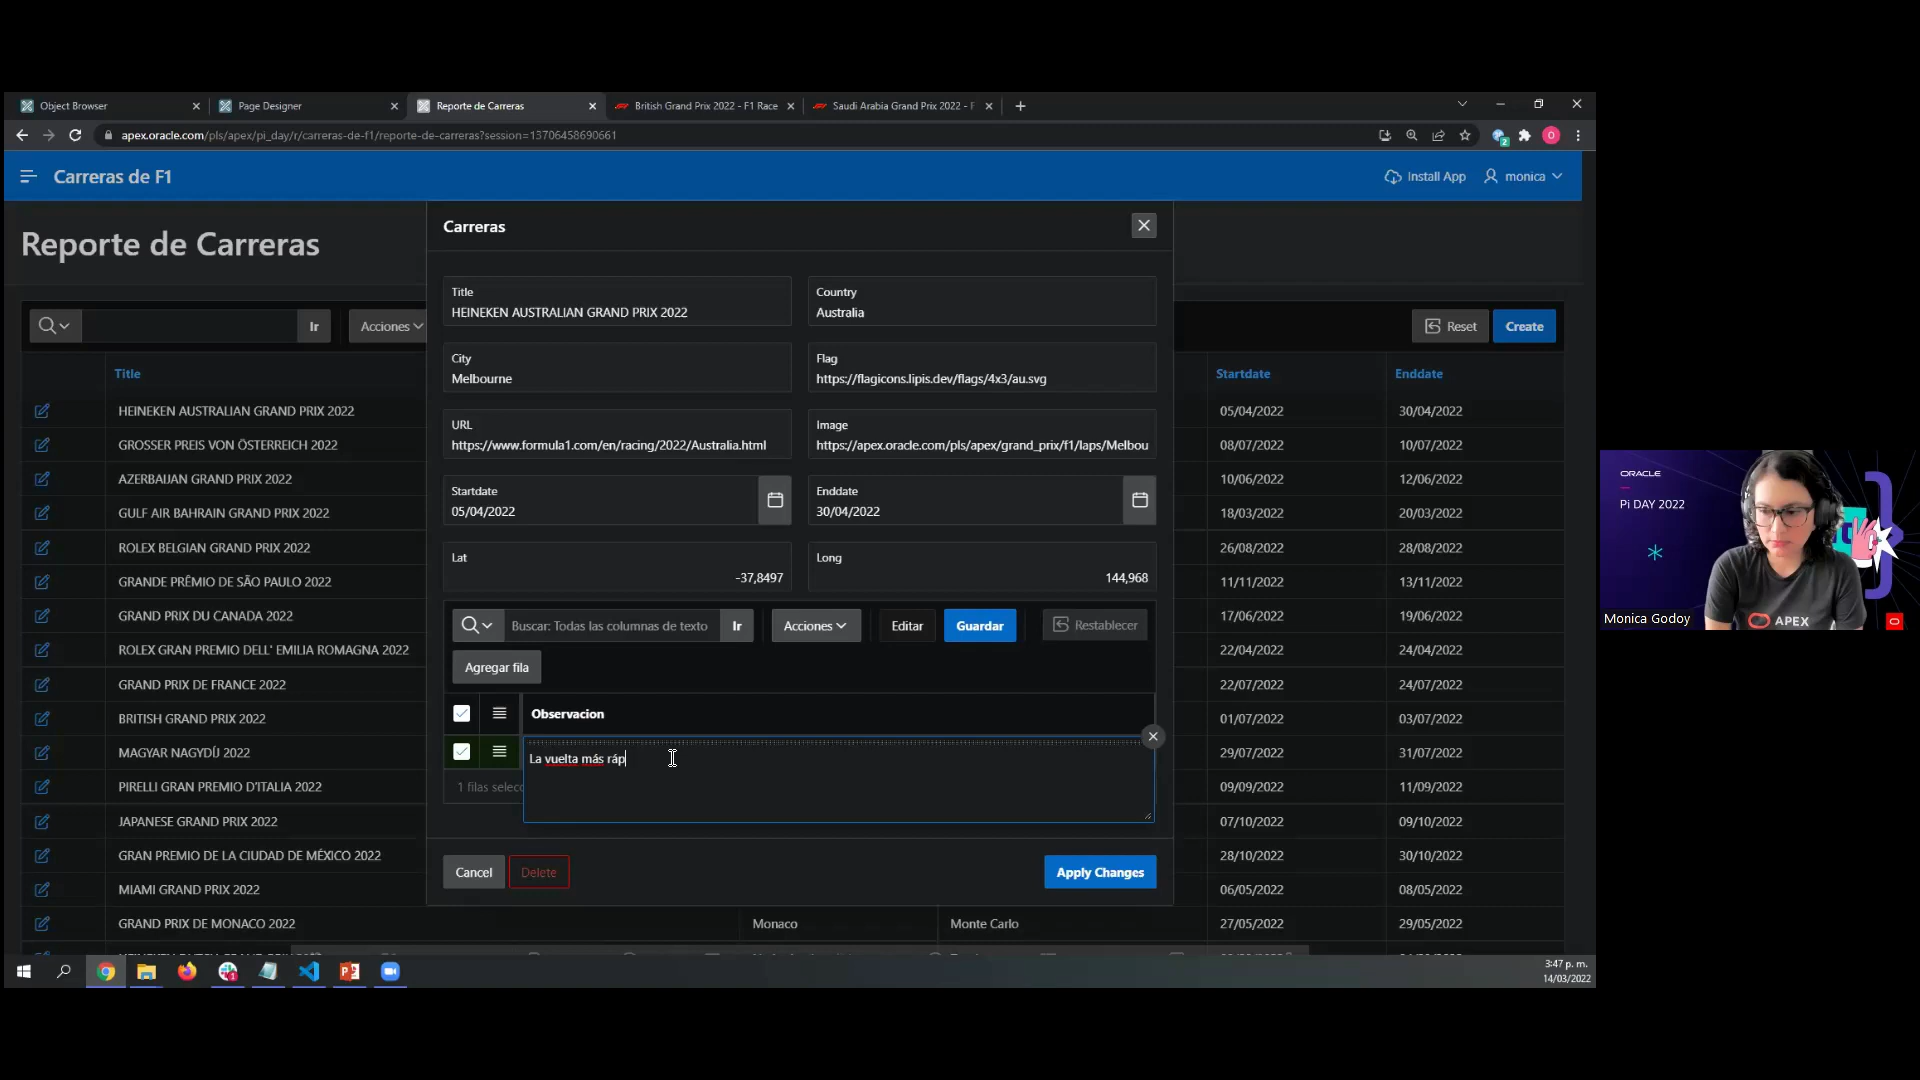 Object Browser
Page Designer
Reporte de Carreras
British Grand Prix 2022 - F1 Race
Saudi Arabia Grand Prix 2022 - F
apex.oracle.com/pls/apex/pi_day/r/carreras-de-f1/reporte-de-carreras?session=13706458690661
Carreras de F1
Install App
monica
Reporte de Carreras
Ir
Acciones
Reset
Create
Title
Startdate
Enddate
HEINEKEN AUSTRALIAN GRAND PRIX 2022
05/04/2022
30/04/2022
GROSSER PREIS VON ÖSTERREICH 2022
08/07/2022
10/07/2022
AZERBAIJAN GRAND PRIX 2022
10/06/2022
12/06/2022
GULF AIR BAHRAIN GRAND PRIX 2022
18/03/2022
20/03/2022
ROLEX BELGIAN GRAND PRIX 2022
26/08/2022
28/08/2022
GRANDE PRÊMIO DE SÃO PAULO 2022
11/11/2022
13/11/2022
GRAND PRIX DU CANADA 2022
17/06/2022
19/06/2022
ROLEX GRAN PREMIO DELL' EMILIA ROMAGNA 2022
22/04/2022
24/04/2022
GRAND PRIX DE FRANCE 2022
22/07/2022
24/07/2022
BRITISH GRAND PRIX 2022
01/07/2022
03/07/2022
MAGYAR NAGYDÍJ 2022
29/07/2022
31/07/2022
PIRELLI GRAN PREMIO D'ITALIA 2022
09/09/2022
11/09/2022
JAPANESE GRAND PRIX 2022
07/10/2022
09/10/2022
GRAN PREMIO DE LA CIUDAD DE MÉXICO 2022
28/10/2022
30/10/2022
MIAMI GRAND PRIX 2022
06/05/2022
08/05/2022
GRAND PRIX DE MONACO 2022
Monaco
Monte Carlo
27/05/2022
29/05/2022
Carreras
Title
HEINEKEN AUSTRALIAN GRAND PRIX 2022
Country
Australia
City
Melbourne
Flag
https://flagicons.lipis.dev/flags/4x3/au.svg
URL
https://www.formula1.com/en/racing/2022/Australia.html
Image
https://apex.oracle.com/pls/apex/grand_prix/f1/laps/Melbou
Startdate
05/04/2022
Enddate
30/04/2022
Lat
-37,8497
Long
144,968
Buscar: Todas las columnas de texto
Ir
Acciones
Editar
Guardar
Restablecer
Agregar fila
Observacion
La vuelta más ráp
1 filas selecc
Cancel
Delete
Apply Changes
3:47 p. m.
14/03/2022
ORACLE
Pi DAY 2022
APEX
Monica Godoy